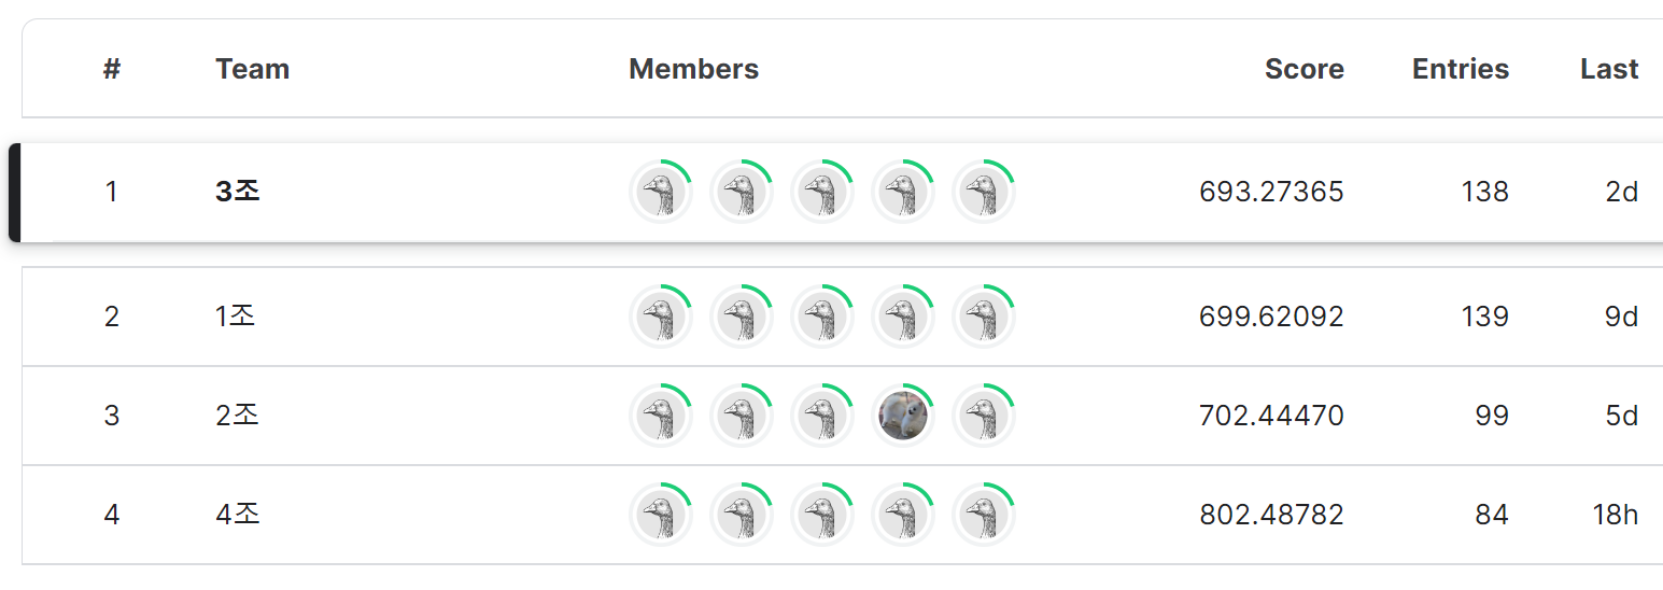 # Team Members Score Entries Last
1 3조 693.27365 138 2d
2 1조 699.62092 139 9d
3 2조 702.44470 99 5d
4 4조 802.48782 84 18h